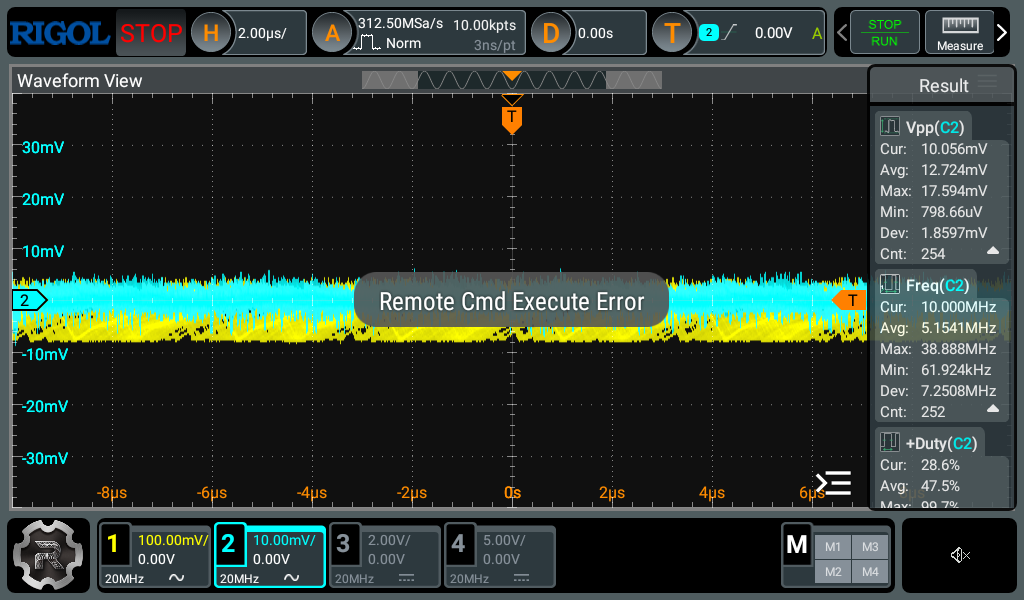 RIGOL STOP H 2.00µs/ A 312.50MSa/s 10.00kpts D 0.00s T 2 0.00V A STOP
Norm 3ns/pt RUN Measure
Waveform View
Result
T
30mV
20mV
10mV
2
T
-10mV
-20mV
-30mV
Remote Cmd Execute Error
-8µs -6µs -4µs -2µs 0s 2µs 4µs 6µs
Vpp(C2)
Cur: 10.056mV
Avg: 12.724mV
Max: 17.594mV
Min: 798.66uV
Dev: 1.8597mV
Cnt: 254
Freq(C2)
Cur: 10.000MHz
Avg: 5.1541MHz
Max: 38.888MHz
Min: 61.924kHz
Dev: 7.2508MHz
Cnt: 252
+Duty(C2)
Cur: 28.6%
Avg: 47.5%
Max: 99.7%
R
1 100.00mV/
0.00V
20MHz
2 10.00mV/
0.00V
20MHz
3 2.00V/
0.00V
20MHz
4 5.00V/
0.00V
20MHz
M M1 M3
M2 M4